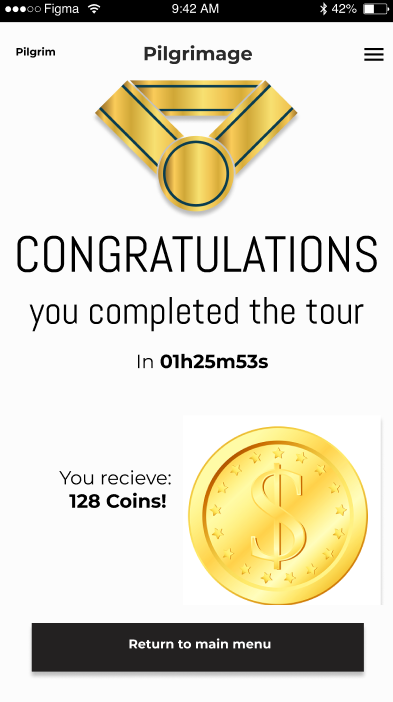 Figma 9:42 AM 42%
Pilgrim Pilgrimage
CONGRATULATIONS
you completed the tour
In 01h25m53s
You recieve:
128 Coins!
$
Return to main menu